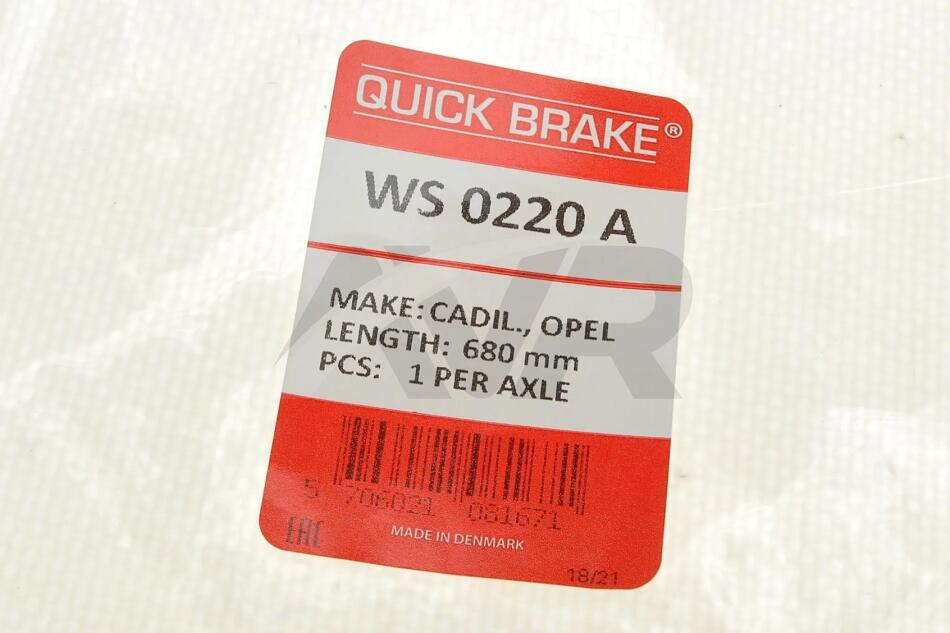 QUICK BRAKE®
WS 0220 A
MAKE: CADIL., OPEL
LENGTH: 680 mm
PCS: 1 PER AXLE
5 706021 081671
EAC
MADE IN DENMARK
18/21
AVR